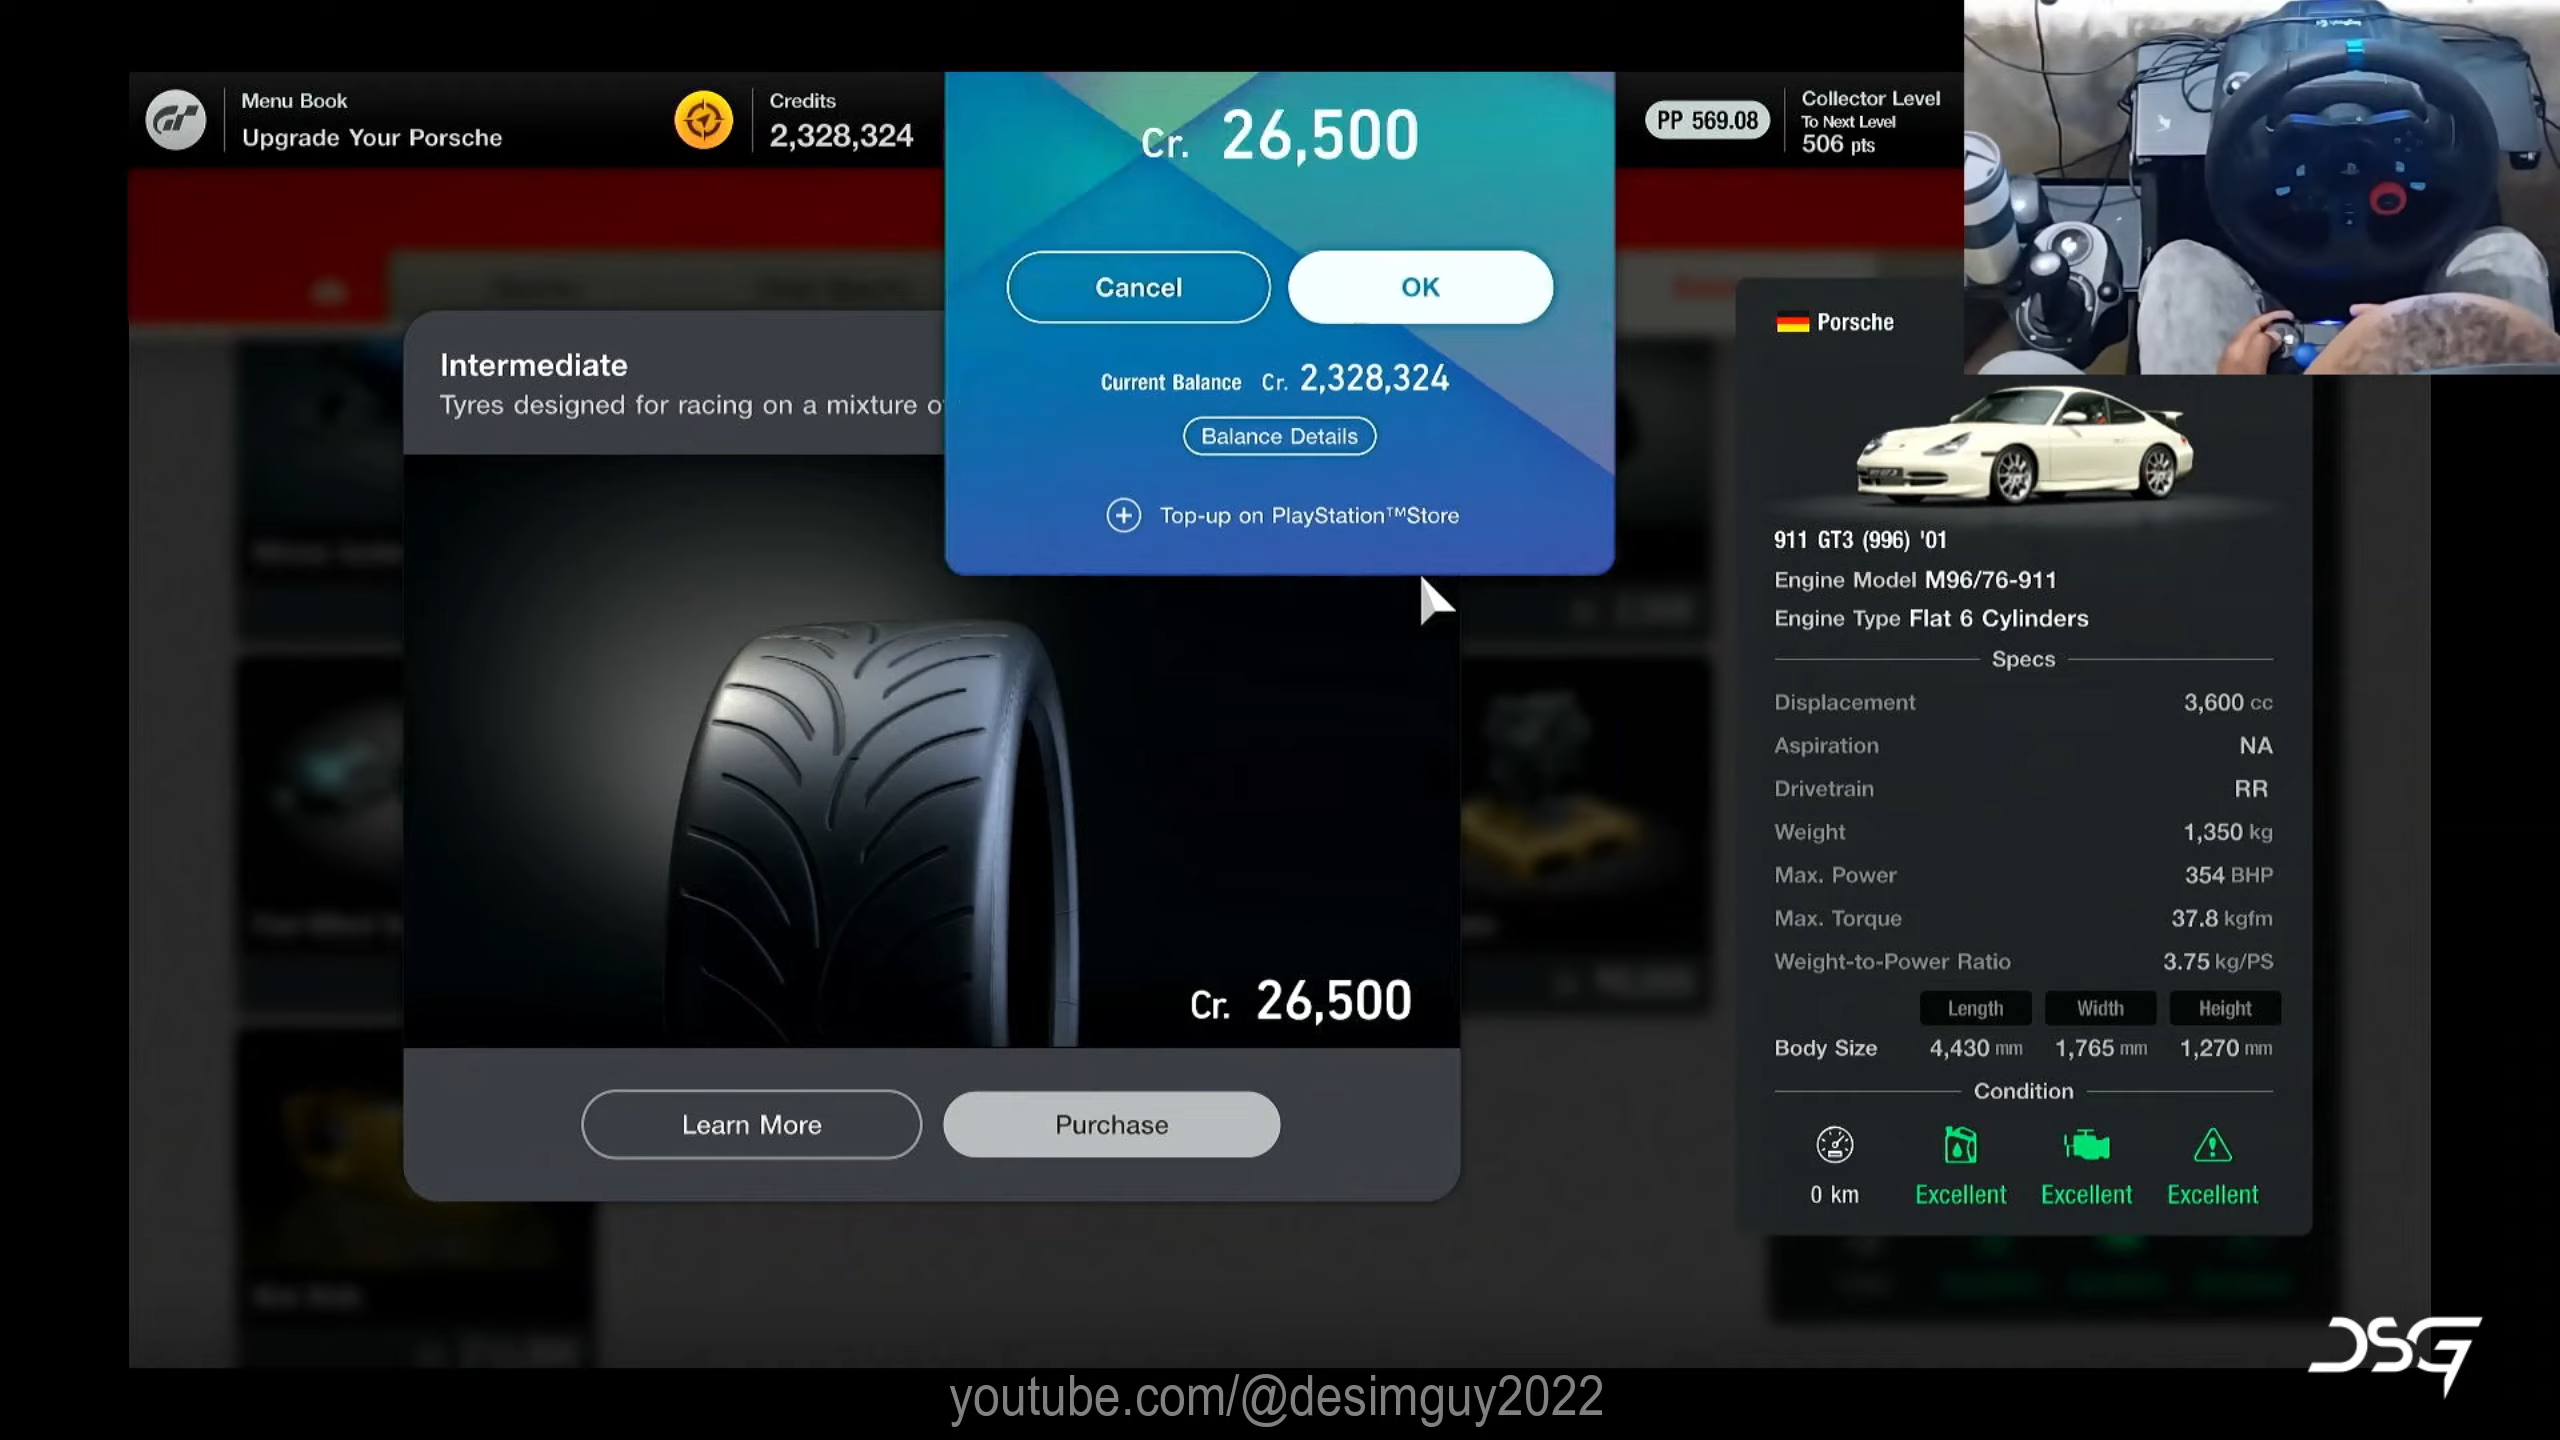 Menu Book
Upgrade Your Porsche
Credits
2,328,324
Cr. 26,500
PP 569.08
Collector Level
To Next Level
506 pts
Cancel
OK
Current Balance Cr. 2,328,324
Balance Details
Top-up on PlayStation™Store
Intermediate
Tyres designed for racing on a mixture o
Cr. 26,500
Learn More
Purchase
Porsche
911 GT3 (996) '01
Engine Model M96/76-911
Engine Type Flat 6 Cylinders
Specs
Displacement 3,600 cc
Aspiration NA
Drivetrain RR
Weight 1,350 kg
Max. Power 354 BHP
Max. Torque 37.8 kgfm
Weight-to-Power Ratio 3.75 kg/PS
Length Width Height
Body Size 4,430 mm 1,765 mm 1,270 mm
Condition
0 km Excellent Excellent Excellent
DSG
youtube.com/@desimguy2022